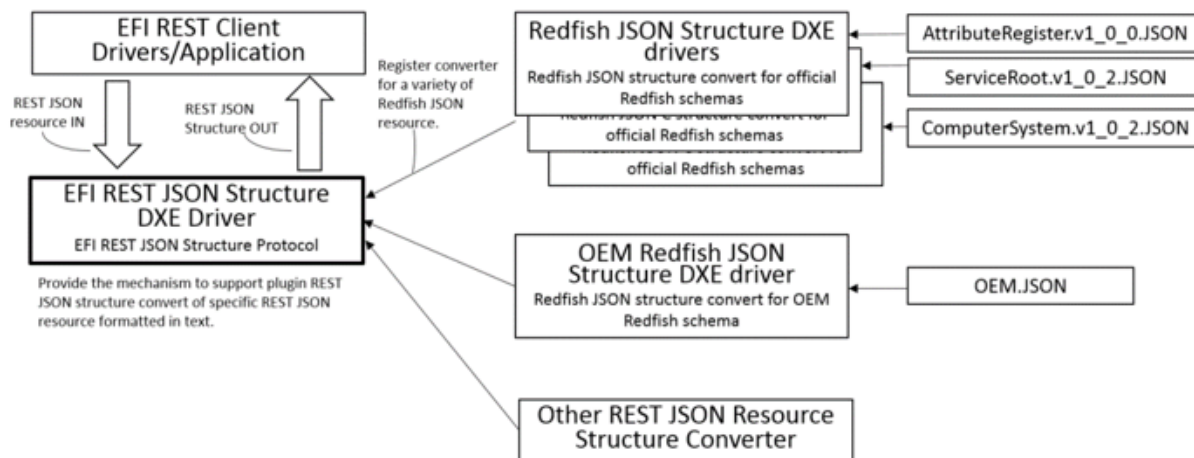 EFI REST Client
Drivers/Application
REST JSON
resource IN
REST JSON
Structure OUT
EFI REST JSON Structure
DXE Driver
EFI REST JSON Structure Protocol
Provide the mechanism to support plugin REST
JSON structure convert of specific REST JSON
resource formatted in text.
Register converter
for a variety of
Redfish JSON
resource.
Redfish JSON Structure DXE
drivers
Redfish JSON structure convert for official
Redfish schemas
official Redfish schemas
official Redfish schemas
AttributeRegister.v1_0_0.JSON
ServiceRoot.v1_0_2.JSON
ComputerSystem.v1_0_2.JSON
OEM Redfish JSON
Structure DXE driver
Redfish JSON structure convert for OEM
Redfish schema
OEM.JSON
Other REST JSON Resource
Structure Converter